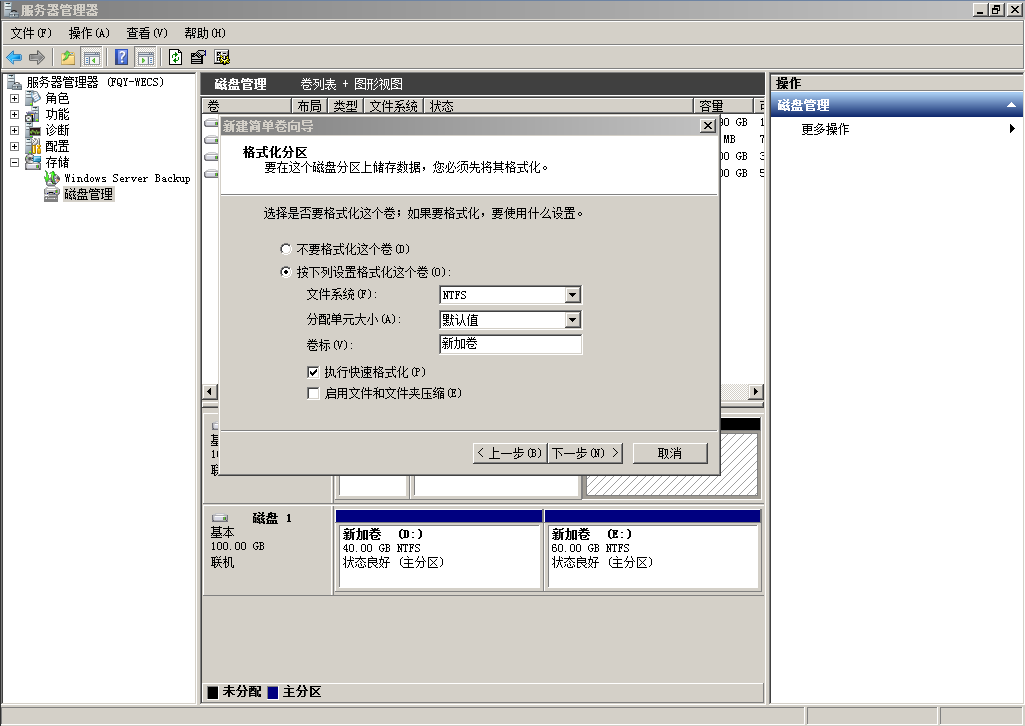 服务器管理器
文件(F) 操作(A) 查看(V) 帮助(H)
服务器管理器 (FQY-WECS)
角色
功能
诊断
配置
存储
Windows Server Backup
磁盘管理
磁盘管理 卷列表 + 图形视图
卷 布局 类型 文件系统 状态 容量
新建简单卷向导
格式化分区
要在这个磁盘分区上储存数据，您必须先将其格式化。
选择是否要格式化这个卷；如果要格式化，要使用什么设置。
不要格式化这个卷(D)
按下列设置格式化这个卷(O):
文件系统(F): NTFS
分配单元大小(A): 默认值
卷标(V): 新加卷
执行快速格式化(P)
启用文件和文件夹压缩(E)
< 上一步(B) 下一步(N) > 取消
磁盘 1
基本
100.00 GB
联机
新加卷 (D:)
40.00 GB NTFS
状态良好 (主分区)
新加卷 (E:)
60.00 GB NTFS
状态良好 (主分区)
未分配 主分区
操作
磁盘管理
更多操作